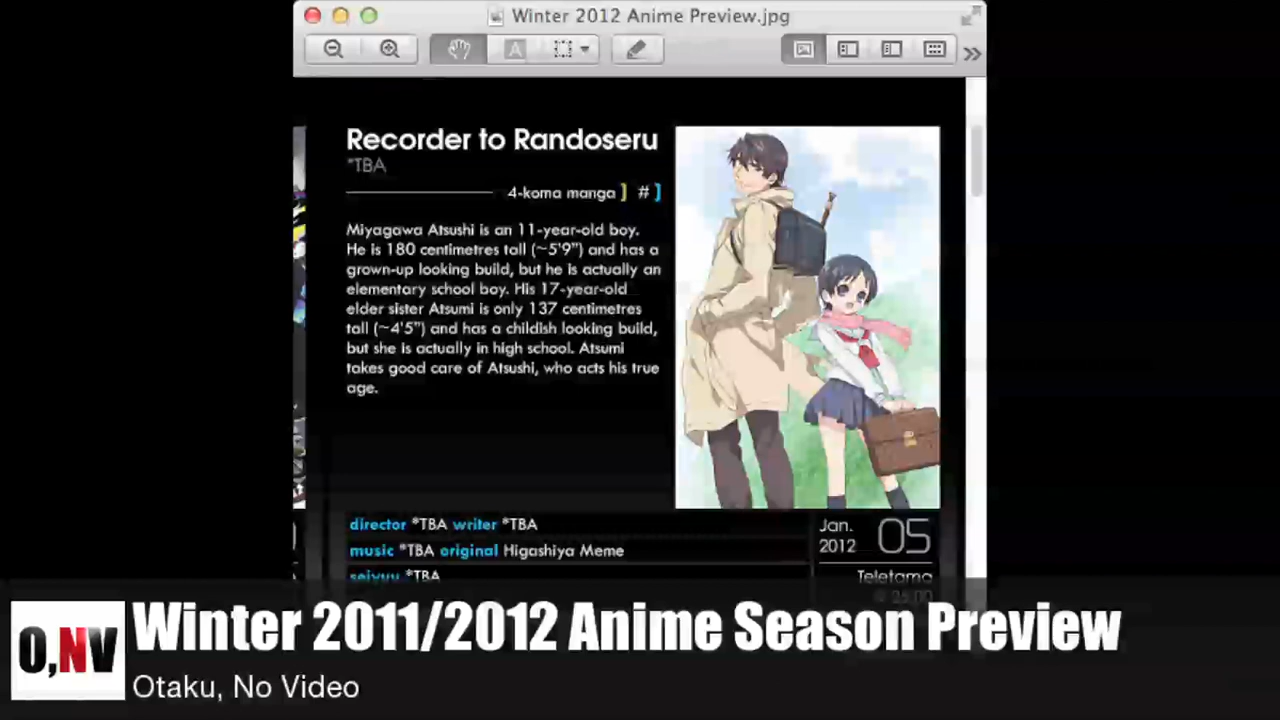 Winter 2012 Anime Preview.jpg
A
Recorder to Randoseru
*TBA
4-koma manga ] # ]
Miyagawa Atsushi is an 11-year-old boy.
He is 180 centimetres tall (~5'9") and has a
grown-up looking build, but he is actually an
elementary school boy. His 17-year-old
elder sister Atsumi is only 137 centimetres
tall (~4'5") and has a childish looking build,
but she is actually in high school. Atsumi
takes good care of Atsushi, who acts his true
age.
director *TBA writer *TBA
music *TBA original Higashiya Meme
seiyuu *TBA
Jan. 05
2012
Teletama
O,NV
Winter 2011/2012 Anime Season Preview
Otaku, No Video